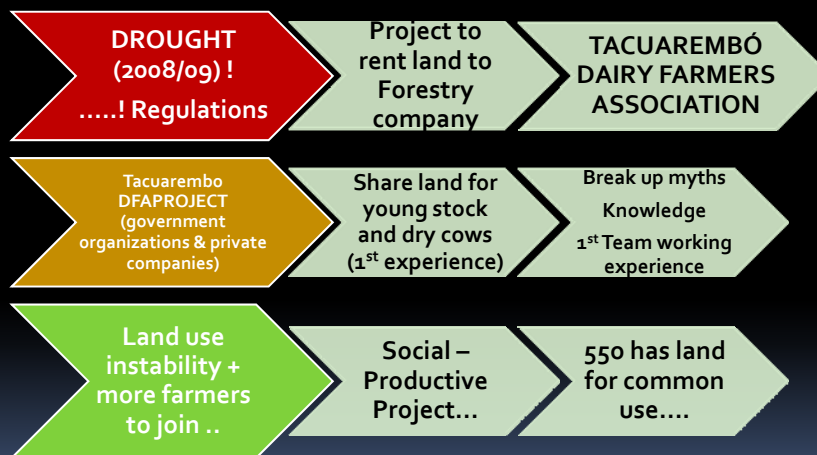 DROUGHT
(2008/09) !
.....! Regulations
Project to
rent land to
Forestry
company
TACUAREMBÓ
DAIRY FARMERS
ASSOCIATION
Tacuarembo
DFAPROJECT
(government
organizations & private
companies)
Share land for
young stock
and dry cows
(1st experience)
Break up myths
Knowledge
1st Team working
experience
Land use
instability +
more farmers
to join ..
Social –
Productive
Project...
550 has land
for common
use....